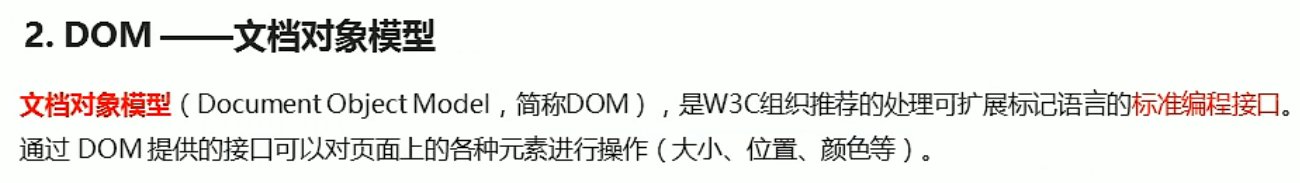 2. DOM ——文档对象模型
文档对象模型（Document Object Model，简称DOM），是W3C组织推荐的处理可扩展标记语言的标准编程接口。
通过 DOM 提供的接口可以对页面上的各种元素进行操作（大小、位置、颜色等）。